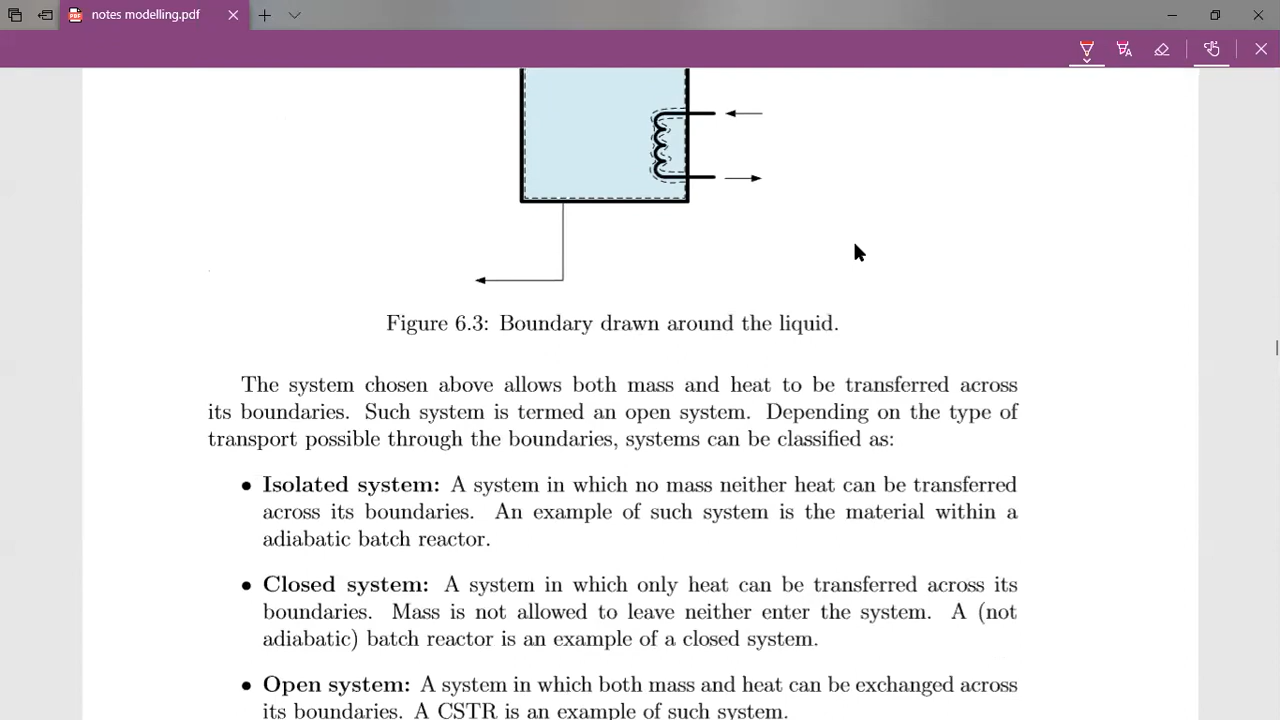 notes modelling.pdf
Figure 6.3: Boundary drawn around the liquid.
The system chosen above allows both mass and heat to be transferred across
its boundaries. Such system is termed an open system. Depending on the type of
transport possible through the boundaries, systems can be classified as:
• Isolated system: A system in which no mass neither heat can be transferred
across its boundaries. An example of such system is the material within a
adiabatic batch reactor.
• Closed system: A system in which only heat can be transferred across its
boundaries. Mass is not allowed to leave neither enter the system. A (not
adiabatic) batch reactor is an example of a closed system.
• Open system: A system in which both mass and heat can be exchanged across
its boundaries. A CSTR is an example of such system.